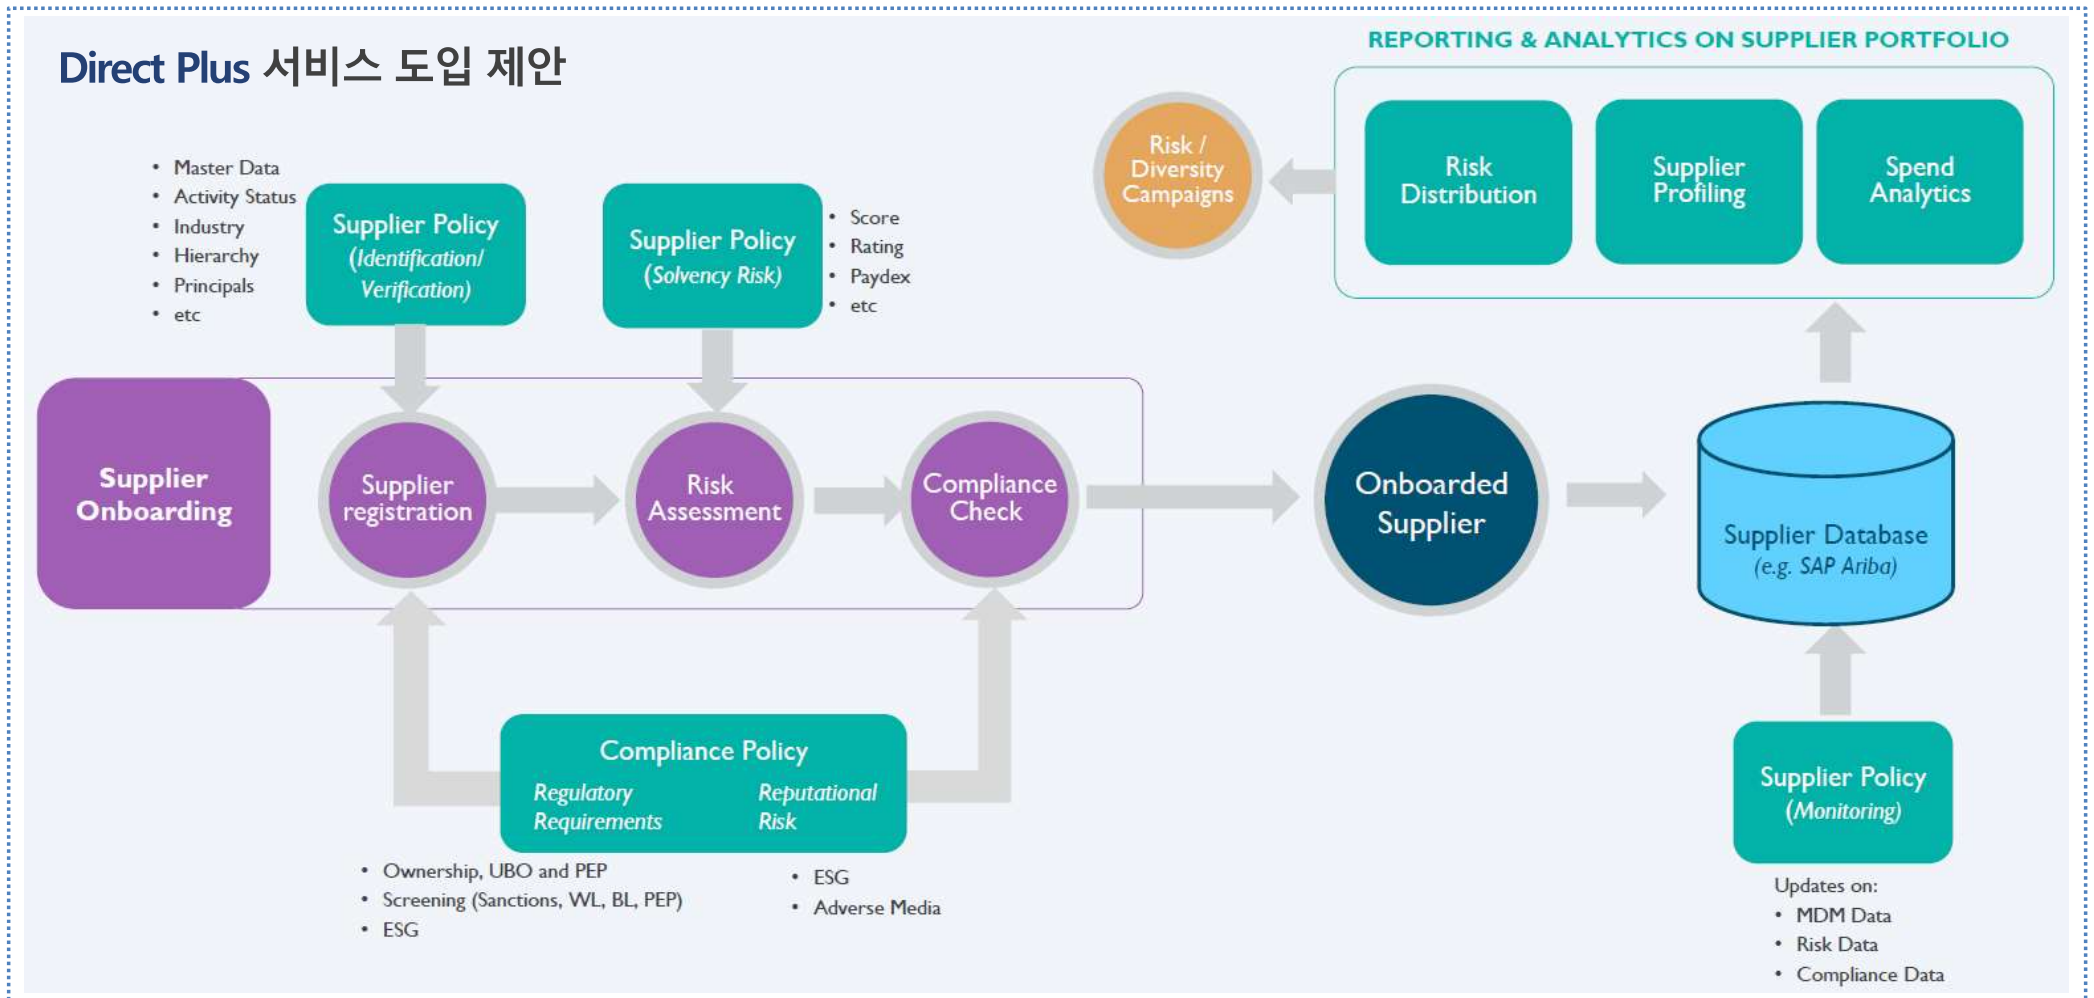 Direct Plus 서비스 도입 제안
REPORTING & ANALYTICS ON SUPPLIER PORTFOLIO
Risk /
Diversity
Campaigns
Risk
Distribution
Supplier
Profiling
Spend
Analytics
• Master Data
• Activity Status
• Industry
• Hierarchy
• Principals
• etc
Supplier Policy
(Identification/
Verification)
Supplier Policy
(Solvency Risk)
• Score
• Rating
• Paydex
• etc
Supplier
Onboarding
Supplier
registration
Risk
Assessment
Compliance
Check
Onboarded
Supplier
Supplier Database
(e.g. SAP Ariba)
Compliance Policy
Regulatory
Requirements
Reputational
Risk
• Ownership, UBO and PEP
• Screening (Sanctions, WL, BL, PEP)
• ESG
• ESG
• Adverse Media
Supplier Policy
(Monitoring)
Updates on:
• MDM Data
• Risk Data
• Compliance Data